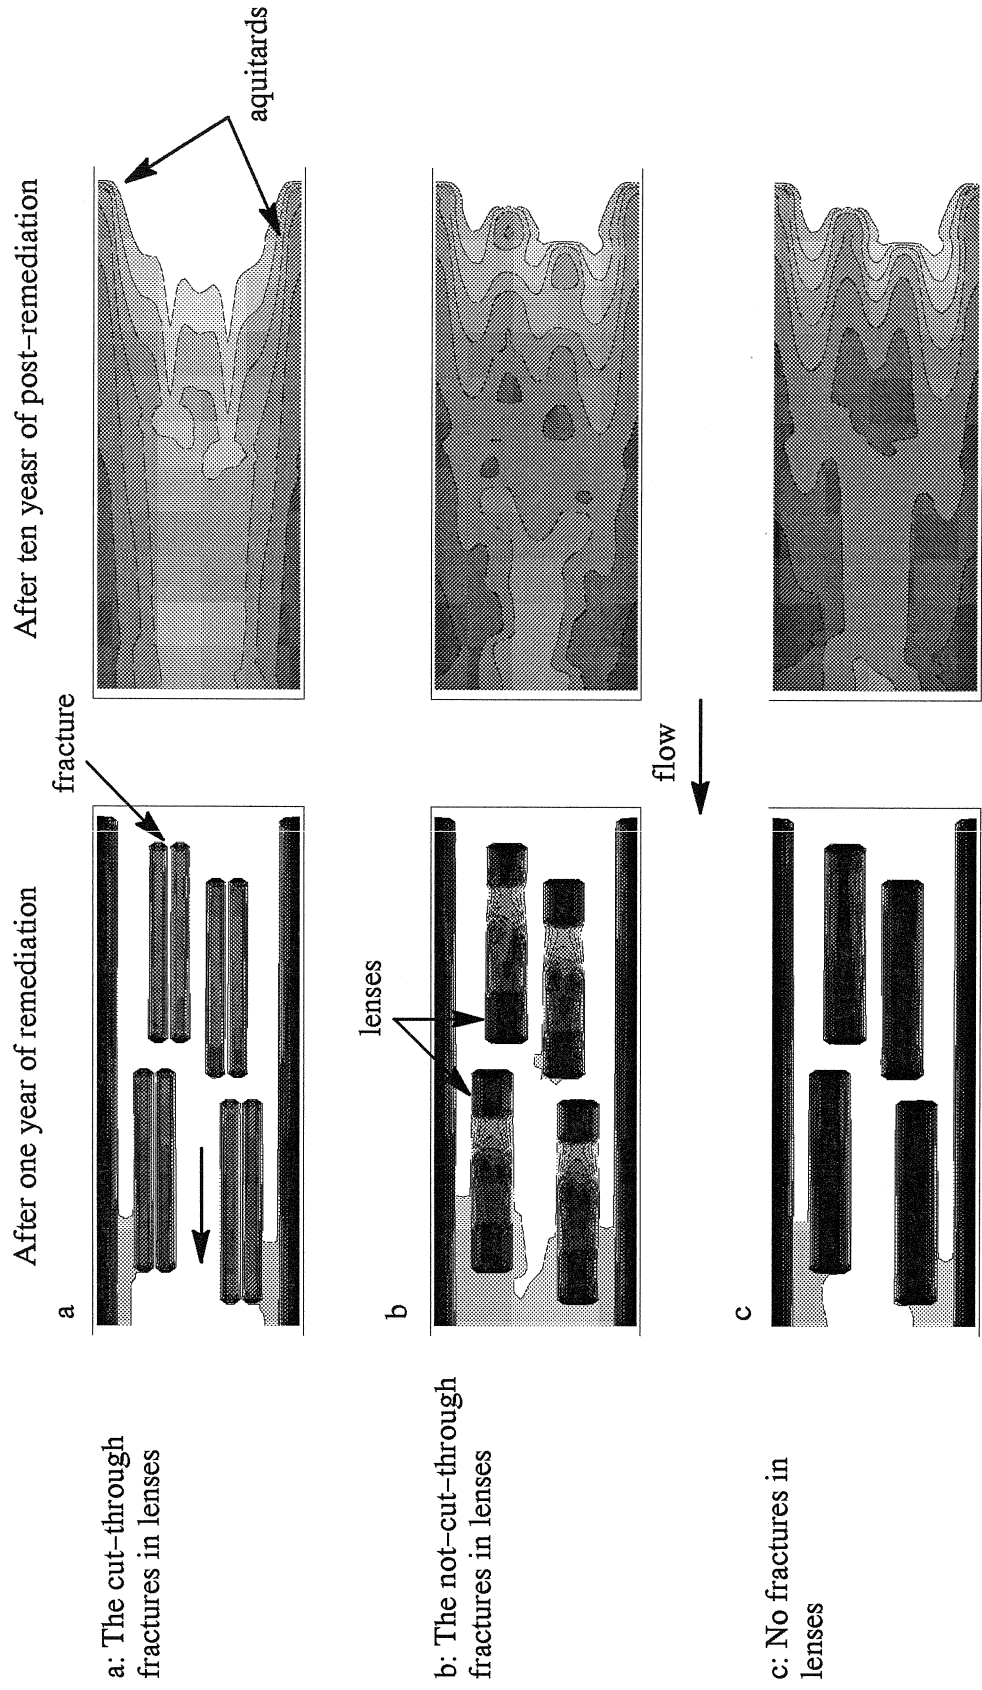 After one year of remediation
After ten yeasr of post–remediation
a
fracture
aquitards
a: The cut–through
fractures in lenses
b
lenses
b: The not–cut–through
fractures in lenses
flow
c
c: No fractures in
lenses